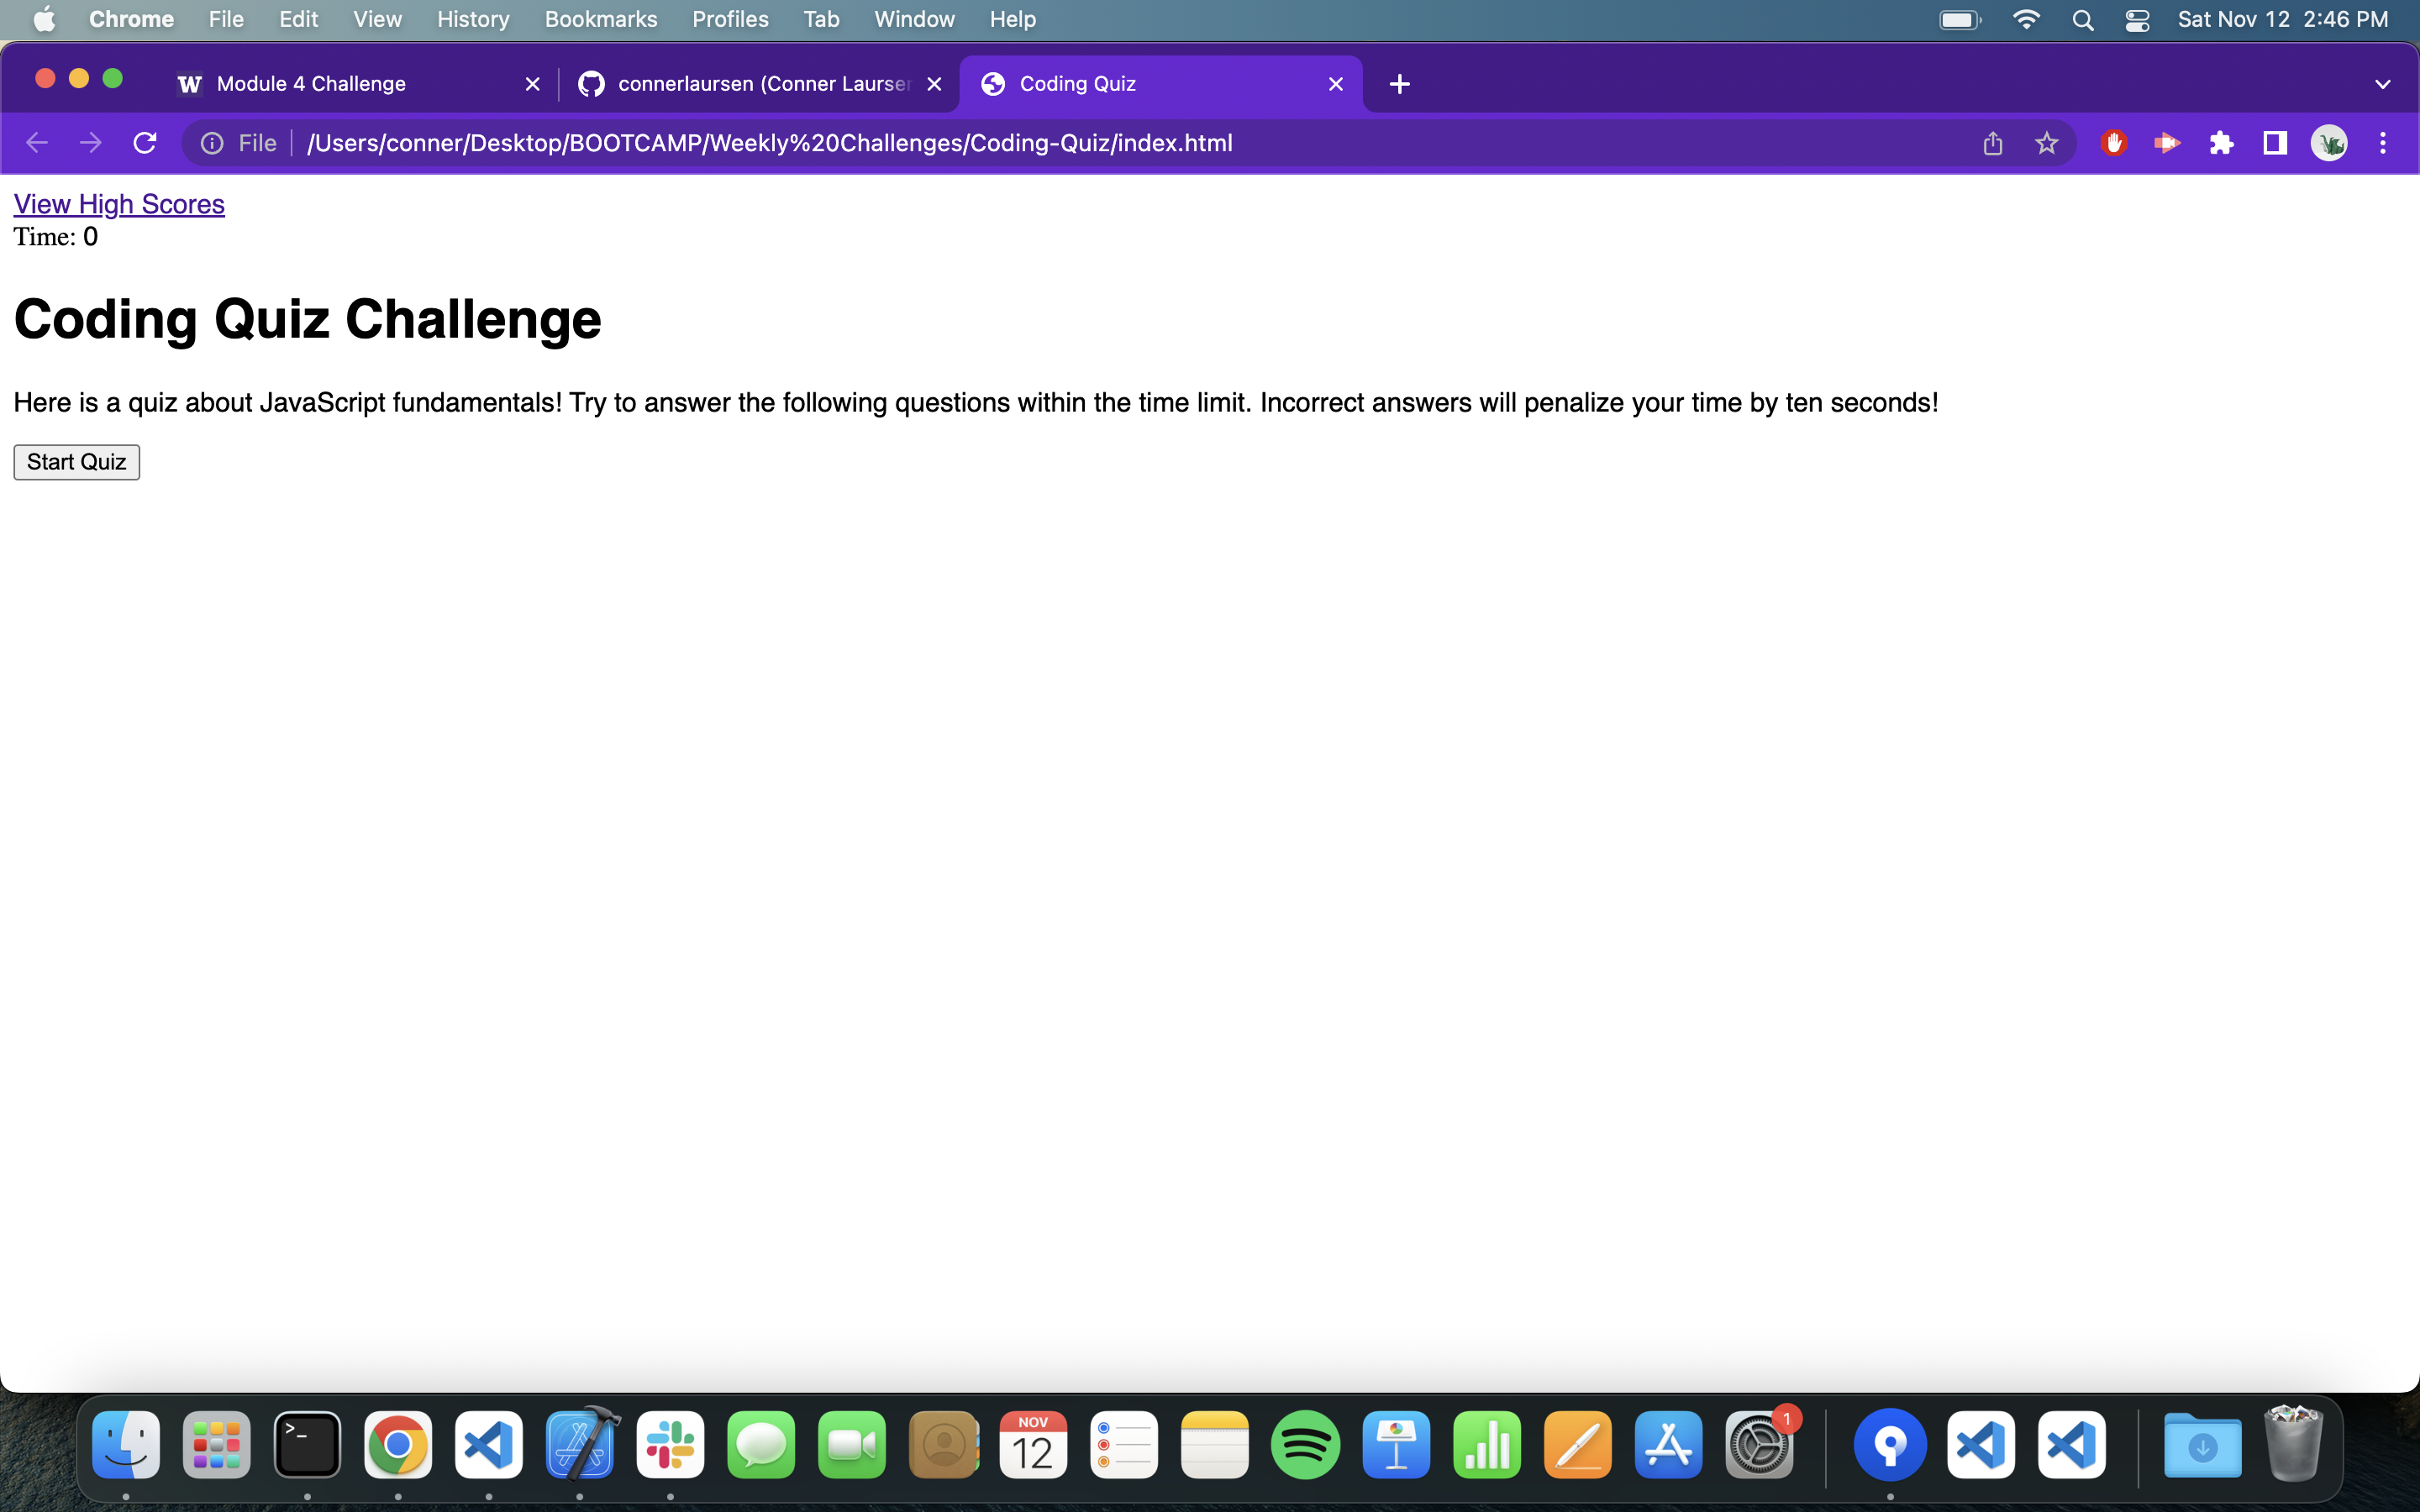 Chrome File Edit View History Bookmarks Profiles Tab Window Help Sat Nov 12 2:46 PM
W Module 4 Challenge connerlaursen (Conner Laursen Coding Quiz
File /Users/conner/Desktop/BOOTCAMP/Weekly%20Challenges/Coding-Quiz/index.html
View High Scores
Time: 0
Coding Quiz Challenge
Here is a quiz about JavaScript fundamentals! Try to answer the following questions within the time limit. Incorrect answers will penalize your time by ten seconds!
Start Quiz
>_ NOV 1
12